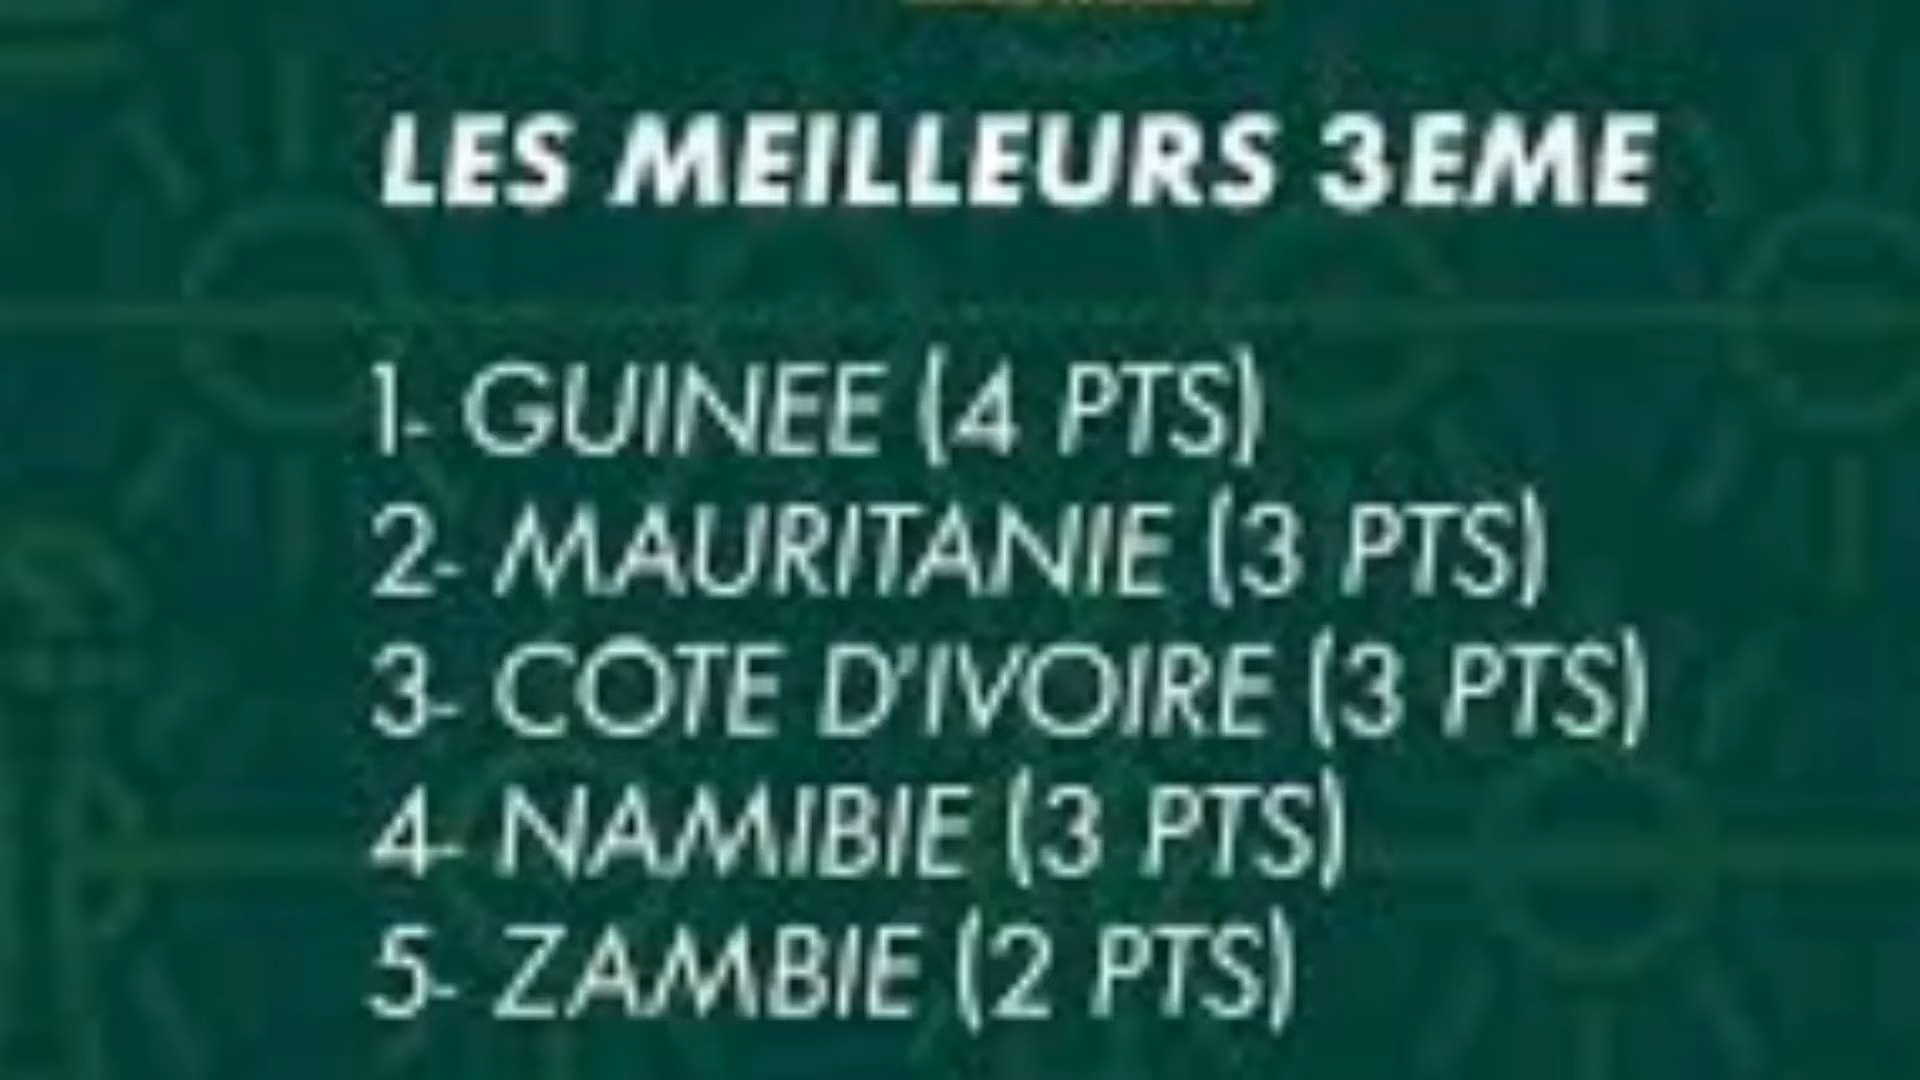 LES MEILLEURS 3EME
1- GUINEE (4 PTS)
2- MAURITANIE (3 PTS)
3- CÔTE D'IVOIRE (3 PTS)
4- NAMIBIE (3 PTS)
5- ZAMBIE (2 PTS)